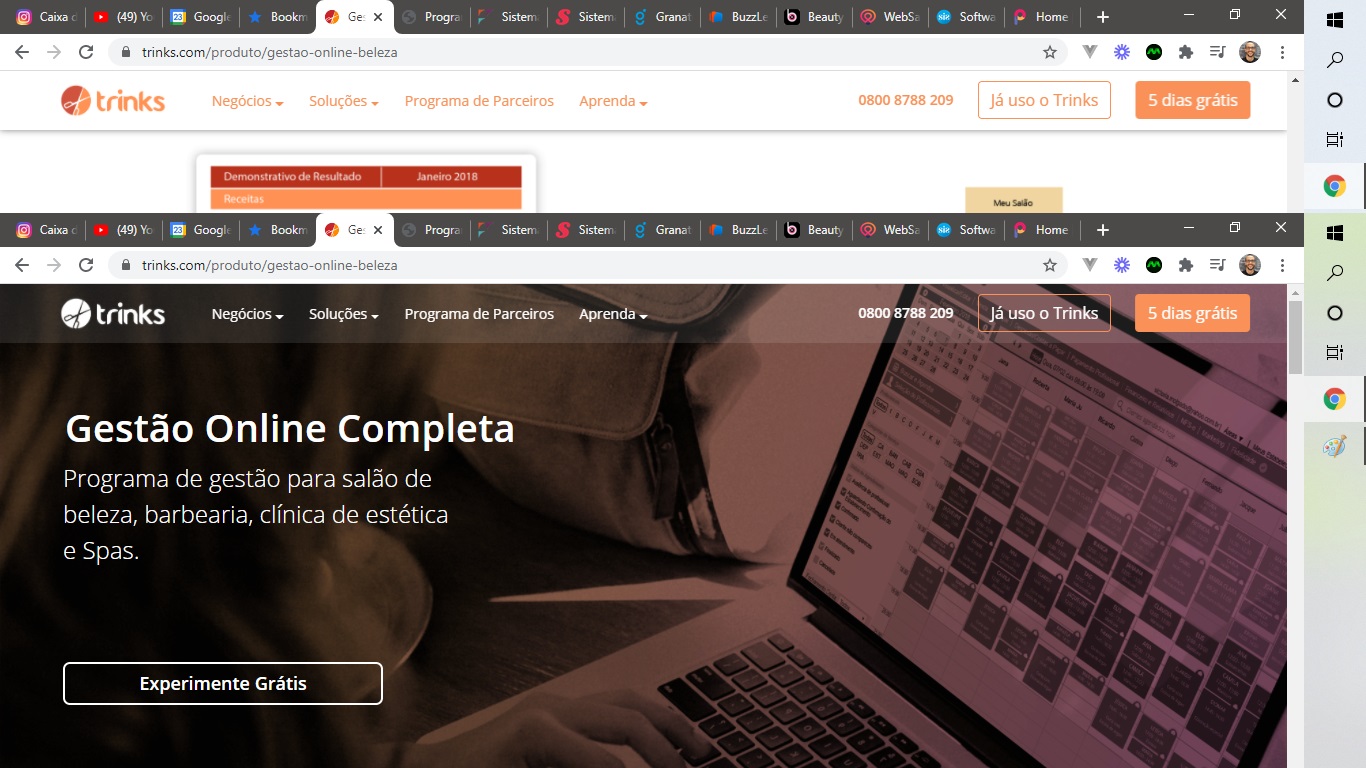 Caixa d
(49) Yo
Google
Bookm
Ges
Progra
Sistem
Sistem
Granat
BuzzLe
Beauty
WebSa
Softwa
Home
trinks.com/produto/gestao-online-beleza
trinks
Negócios
Soluções
Programa de Parceiros
Aprenda
0800 8788 209
Já uso o Trinks
5 dias grátis
Demonstrativo de Resultado
Janeiro 2018
Receitas
Meu Salão
Caixa d
(49) Yo
Google
Bookm
Ges
Progra
Sistem
Sistem
Granat
BuzzLe
Beauty
WebSa
Softwa
Home
trinks.com/produto/gestao-online-beleza
trinks
Negócios
Soluções
Programa de Parceiros
Aprenda
0800 8788 209
Já uso o Trinks
5 dias grátis
Gestão Online Completa
Programa de gestão para salão de
beleza, barbearia, clínica de estética
e Spas.
Experimente Grátis